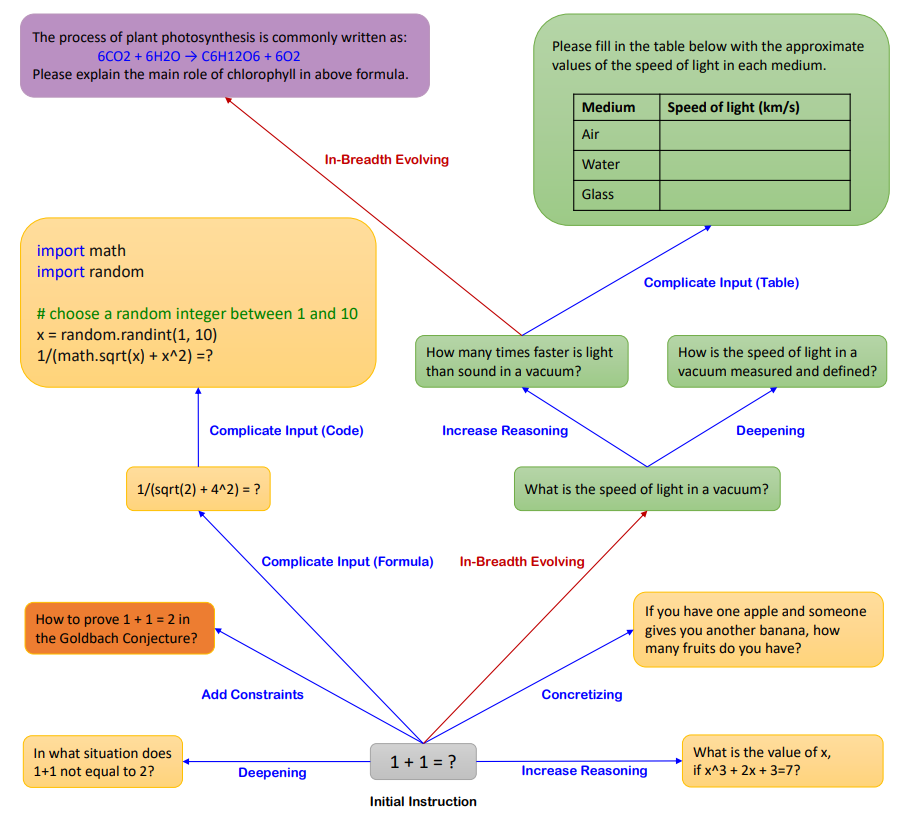 The process of plant photosynthesis is commonly written as:
6CO2 + 6H2O → C6H12O6 + 6O2
Please explain the main role of chlorophyll in above formula.
Please fill in the table below with the approximate
values of the speed of light in each medium.
Medium Speed of light (km/s)
Air
Water
Glass
In-Breadth Evolving
Complicate Input (Table)
import math
import random
# choose a random integer between 1 and 10
x = random.randint(1, 10)
1/(math.sqrt(x) + x^2) =?
How many times faster is light
than sound in a vacuum?
How is the speed of light in a
vacuum measured and defined?
Complicate Input (Code)
Increase Reasoning
Deepening
1/(sqrt(2) + 4^2) = ?
What is the speed of light in a vacuum?
Complicate Input (Formula)
In-Breadth Evolving
How to prove 1 + 1 = 2 in
the Goldbach Conjecture?
If you have one apple and someone
gives you another banana, how
many fruits do you have?
Add Constraints
Concretizing
In what situation does
1+1 not equal to 2?
Deepening
1 + 1 = ?
Increase Reasoning
What is the value of x,
if x^3 + 2x + 3=7?
Initial Instruction